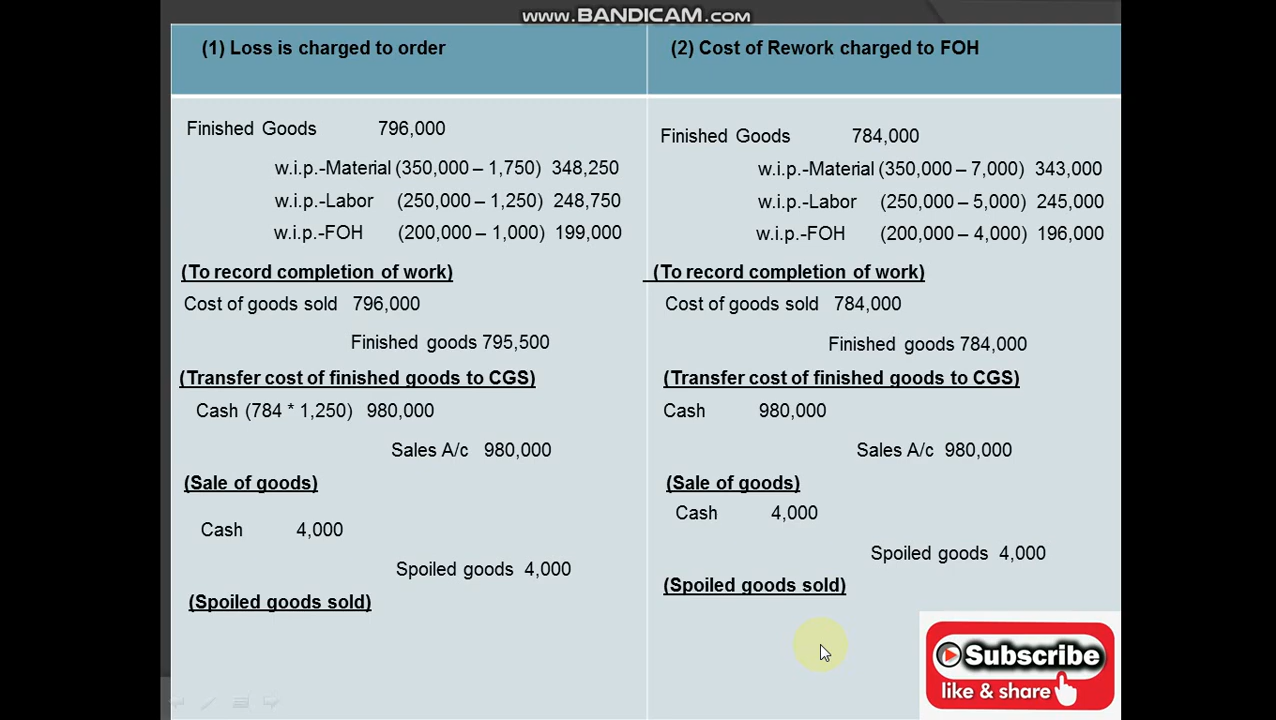 www.BANDICAM.com
(1) Loss is charged to order
Finished Goods 796,000
w.i.p.-Material (350,000 – 1,750) 348,250
w.i.p.-Labor (250,000 – 1,250) 248,750
w.i.p.-FOH (200,000 – 1,000) 199,000
(To record completion of work)
Cost of goods sold 796,000
Finished goods 795,500
(Transfer cost of finished goods to CGS)
Cash (784 * 1,250) 980,000
Sales A/c 980,000
(Sale of goods)
Cash 4,000
Spoiled goods 4,000
(Spoiled goods sold)
(2) Cost of Rework charged to FOH
Finished Goods 784,000
w.i.p.-Material (350,000 – 7,000) 343,000
w.i.p.-Labor (250,000 – 5,000) 245,000
w.i.p.-FOH (200,000 – 4,000) 196,000
(To record completion of work)
Cost of goods sold 784,000
Finished goods 784,000
(Transfer cost of finished goods to CGS)
Cash 980,000
Sales A/c 980,000
(Sale of goods)
Cash 4,000
Spoiled goods 4,000
(Spoiled goods sold)
Subscribe
like & share